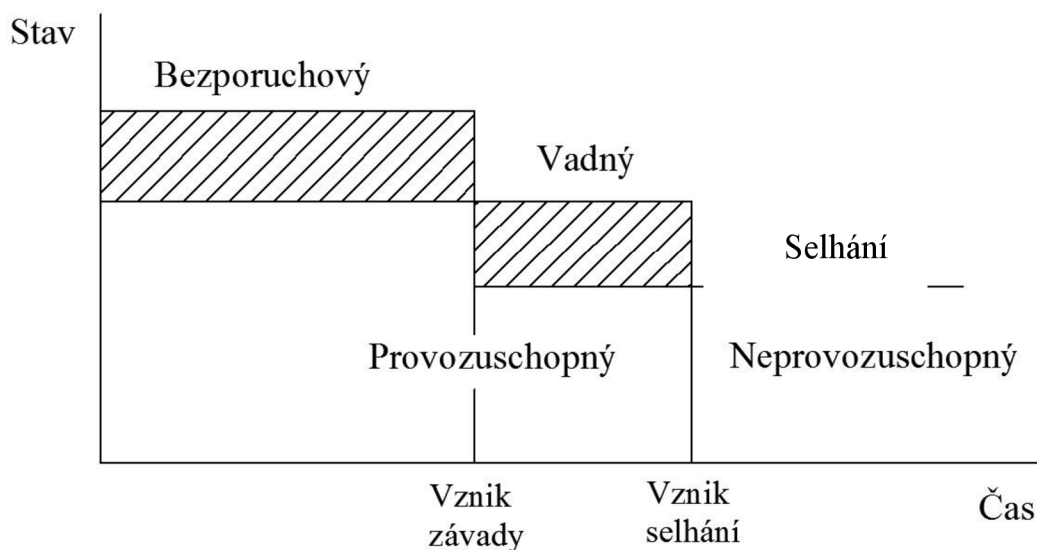 Stav
Bezporuchový
Vadný
Selhání
Provozuschopný
Neprovozuschopný
Vznik
závady
Vznik
selhání
Čas